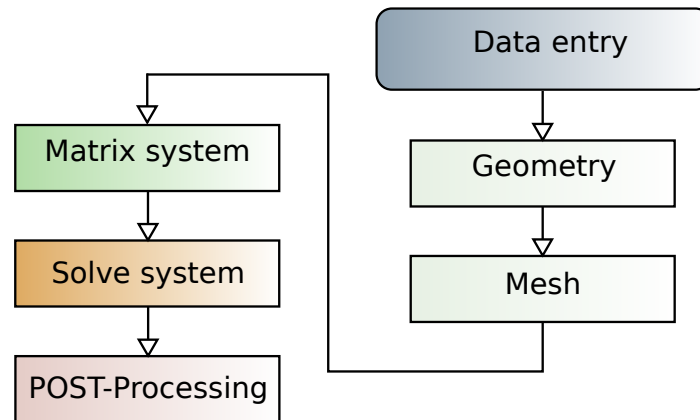 Data entry
Geometry
Mesh
Matrix system
Solve system
POST-Processing